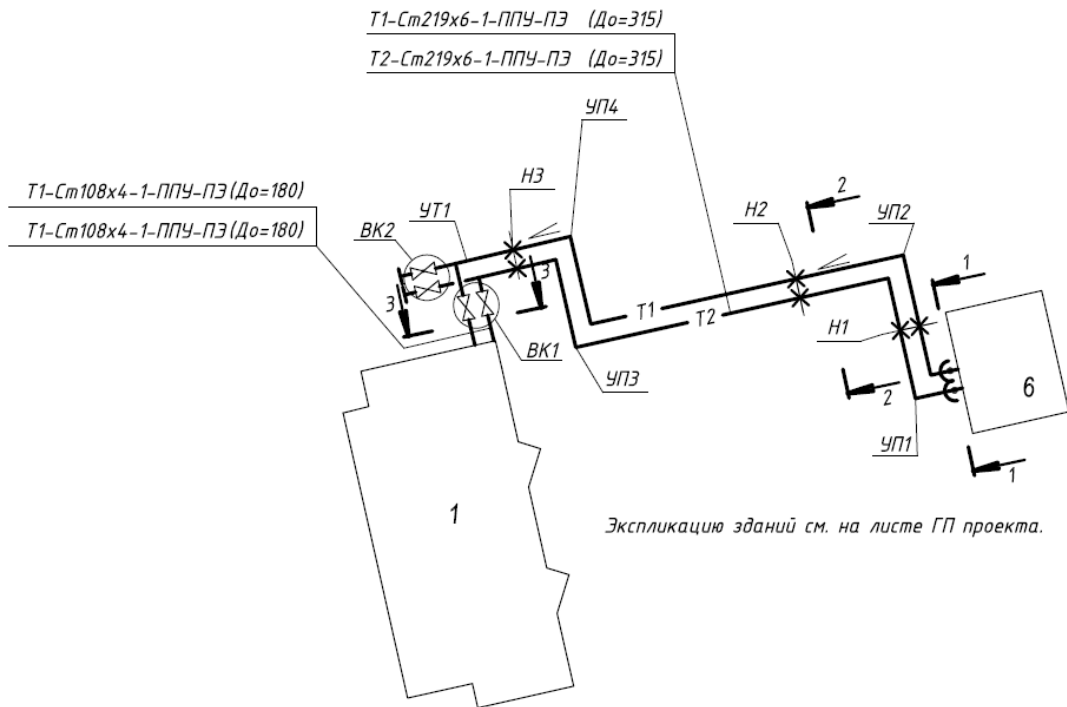 Т1-Ст219х6-1-ППУ-ПЭ (До=315)
Т2-Ст219х6-1-ППУ-ПЭ (До=315)
УП4
Т1-Ст108х4-1-ППУ-ПЭ (До=180)
Т1-Ст108х4-1-ППУ-ПЭ (До=180)
Н3
2
УТ1
Н2
УП2
ВК2
1
3
3
Т1
Т2
Н1
ВК1
УП3
6
2
УП1
1
1
Экспликацию зданий см. на листе ГП проекта.